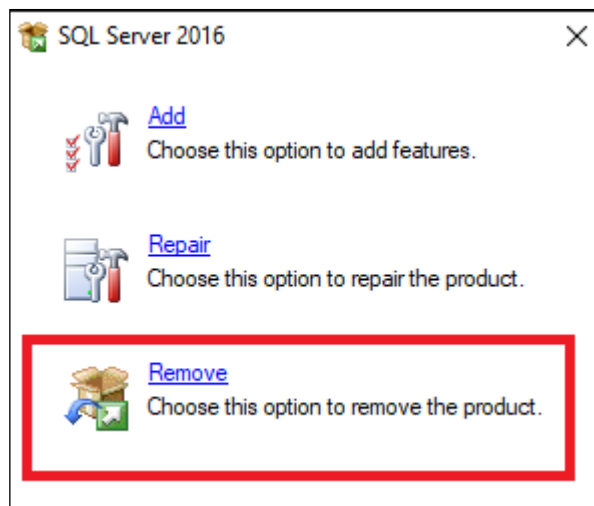 SQL Server 2016
Add
Choose this option to add features.
Repair
Choose this option to repair the product.
Remove
Choose this option to remove the product.